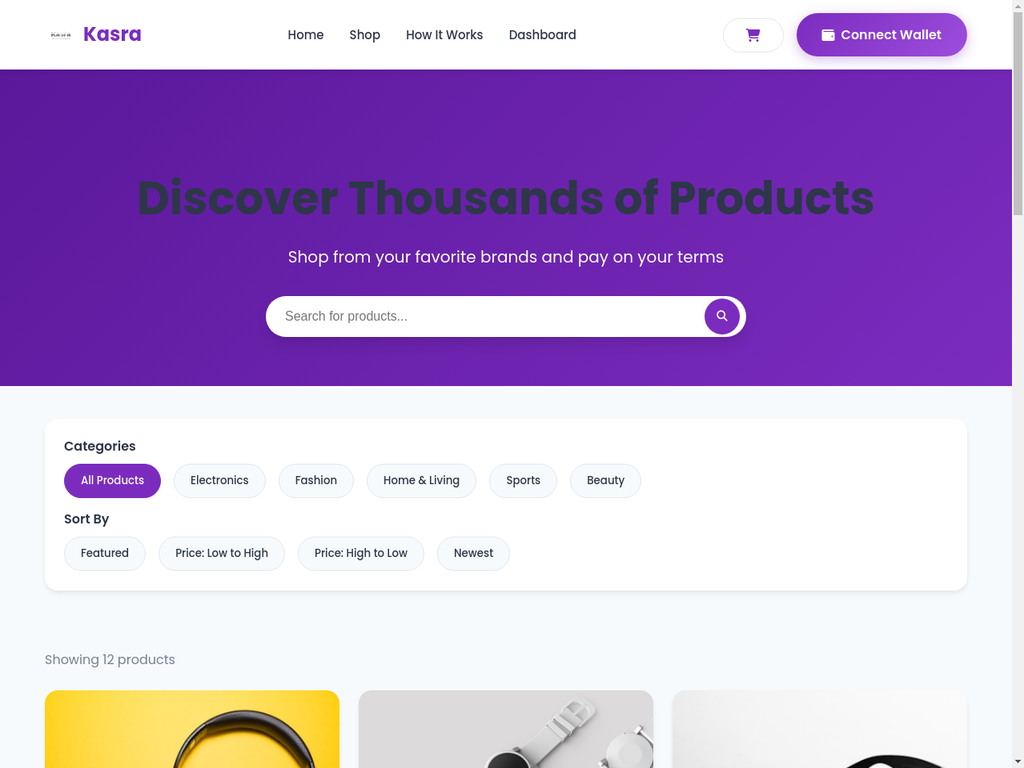 Kasra
Home
Shop
How It Works
Dashboard
Connect Wallet
Discover Thousands of Products
Shop from your favorite brands and pay on your terms
Search for products...
Categories
All Products
Electronics
Fashion
Home & Living
Sports
Beauty
Sort By
Featured
Price: Low to High
Price: High to Low
Newest
Showing 12 products